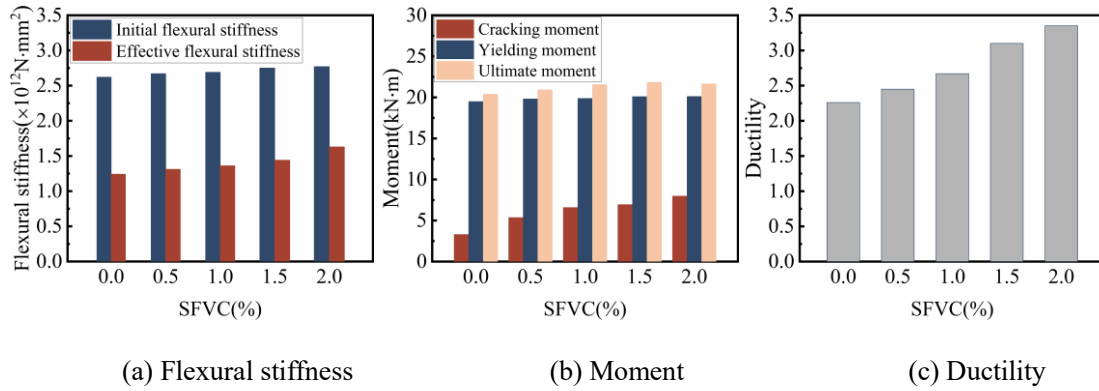 Flexural stiffness(×10¹²N·mm²)
3.5
3.0
2.5
2.0
1.5
1.0
0.5
0.0
Initial flexural stiffness
Effective flexural stiffness
0.0 0.5 1.0 1.5 2.0
SFVC(%)
(a) Flexural stiffness
Moment(kN·m)
30
25
20
15
10
5
0
Cracking moment
Yielding moment
Ultimate moment
0.0 0.5 1.0 1.5 2.0
SFVC(%)
(b) Moment
Ductility
3.5
3.0
2.5
2.0
1.5
1.0
0.5
0.0
0.0 0.5 1.0 1.5 2.0
SFVC(%)
(c) Ductility